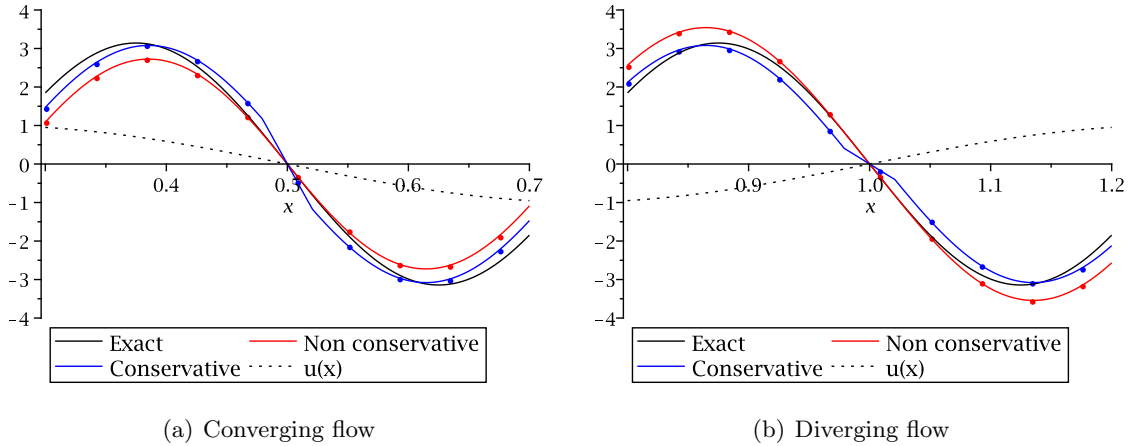 4
3
2
1
0
−1
−2
−3
−4
0.4
0.5
0.6
0.7
x
Exact
Non conservative
Conservative
u(x)
(a) Converging flow
4
3
2
1
0
−1
−2
−3
−4
0.9
1.0
1.1
1.2
x
Exact
Non conservative
Conservative
u(x)
(b) Diverging flow